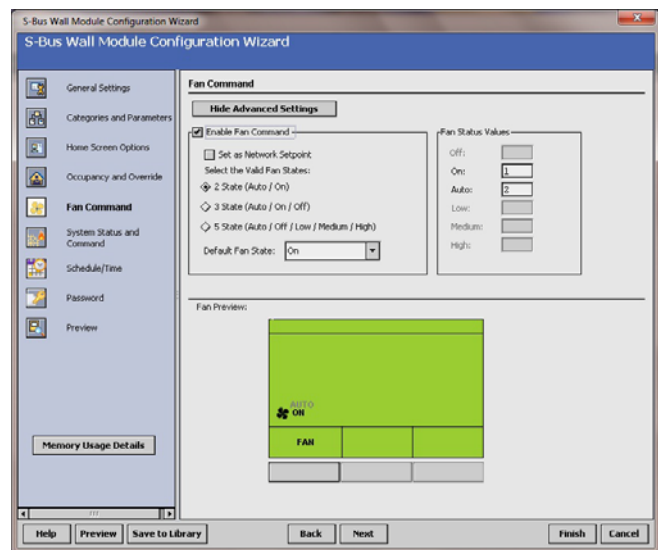 S-Bus Wall Module Configuration Wizard
S-Bus Wall Module Configuration Wizard
General Settings
Categories and Parameters
Home Screen Options
Occupancy and Override
Fan Command
System Status and
Command
Schedule/Time
Password
Preview
Memory Usage Details
Fan Command
Hide Advanced Settings
Enable Fan Command
Set as Network Setpoint
Select the Valid Fan States:
2 State (Auto / On)
3 State (Auto / On / Off)
5 State (Auto / Off / Low / Medium / High)
Default Fan State: On
Fan Status Values
Off:
On: 1
Auto: 2
Low:
Medium:
High:
Fan Preview:
AUTO
ON
FAN
Help Preview Save to Library Back Next Finish Cancel